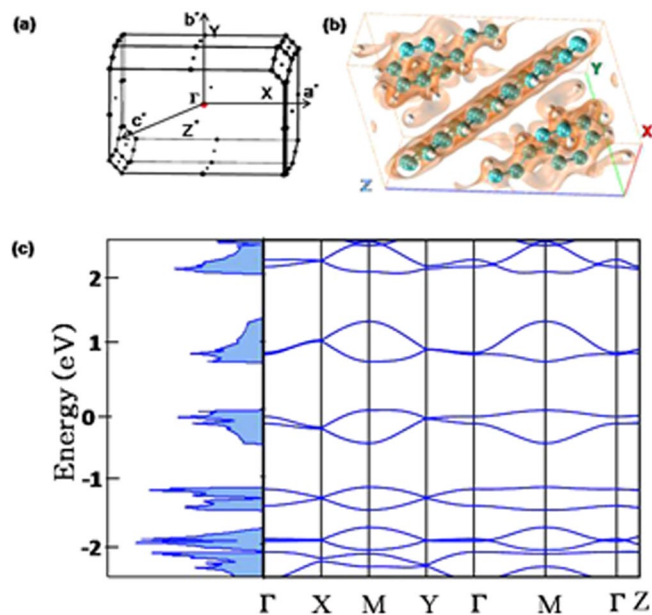 (a)
b*
Y
Γ
X
a*
c*
Z
(b)
Y
X
Z
(c)
Energy (eV)
2
1
0
-1
-2
Γ X M Y Γ M Γ Z